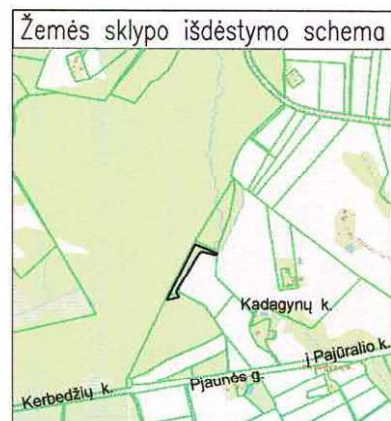 Žemės sklypo išdėstymo schema
Kadagynų k.
į Pajūralio k.
Pjaunės g.
Kerbedžių k.